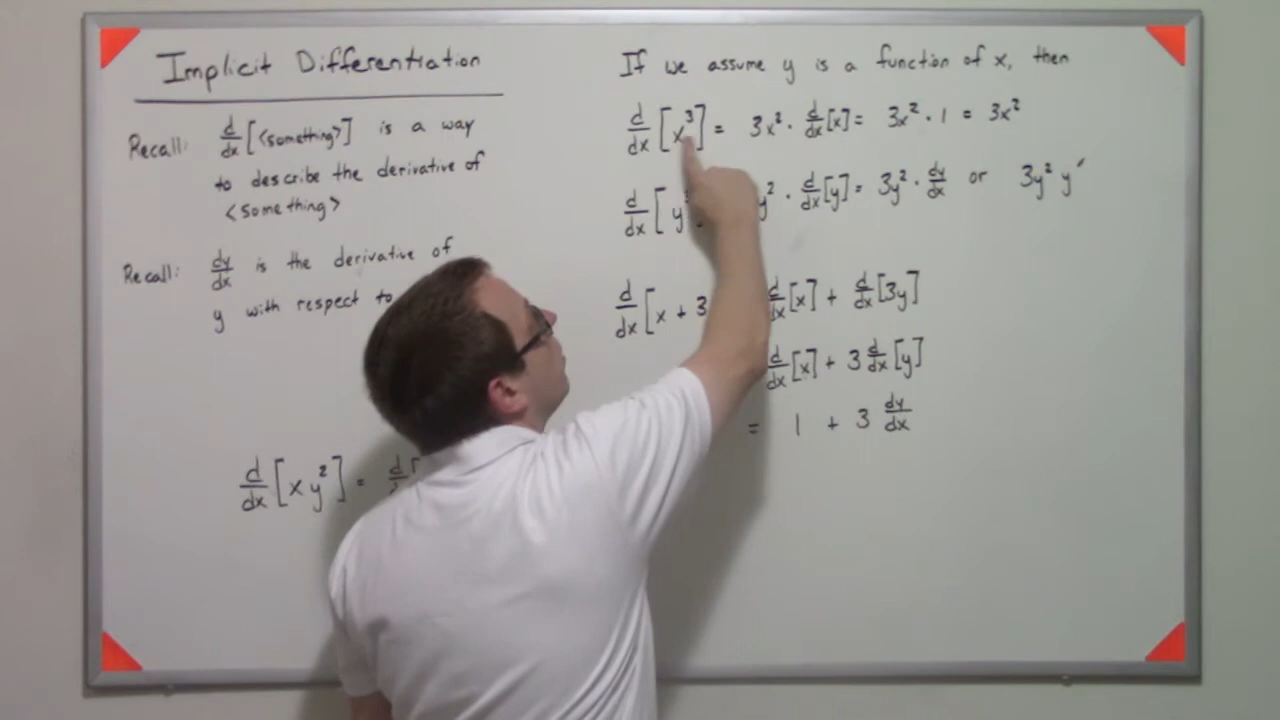 Implicit Differentiation
Recall: d/dx [<something>] is a way
to describe the derivative of
<something>
Recall: dy/dx is the derivative of
y with respect to
d/dx [x y²] = d/d [
If we assume y is a function of x, then
d/dx [x³] = 3x² · d/dx [x] = 3x² · 1 = 3x²
d/dx [y y² · d/dx [y] = 3y² · dy/dx or 3y² y′
d/dx [x + 3 d/dx [x] + d/dx [3y]
d/dx [x] + 3 d/dx [y]
= 1 + 3 dy/dx